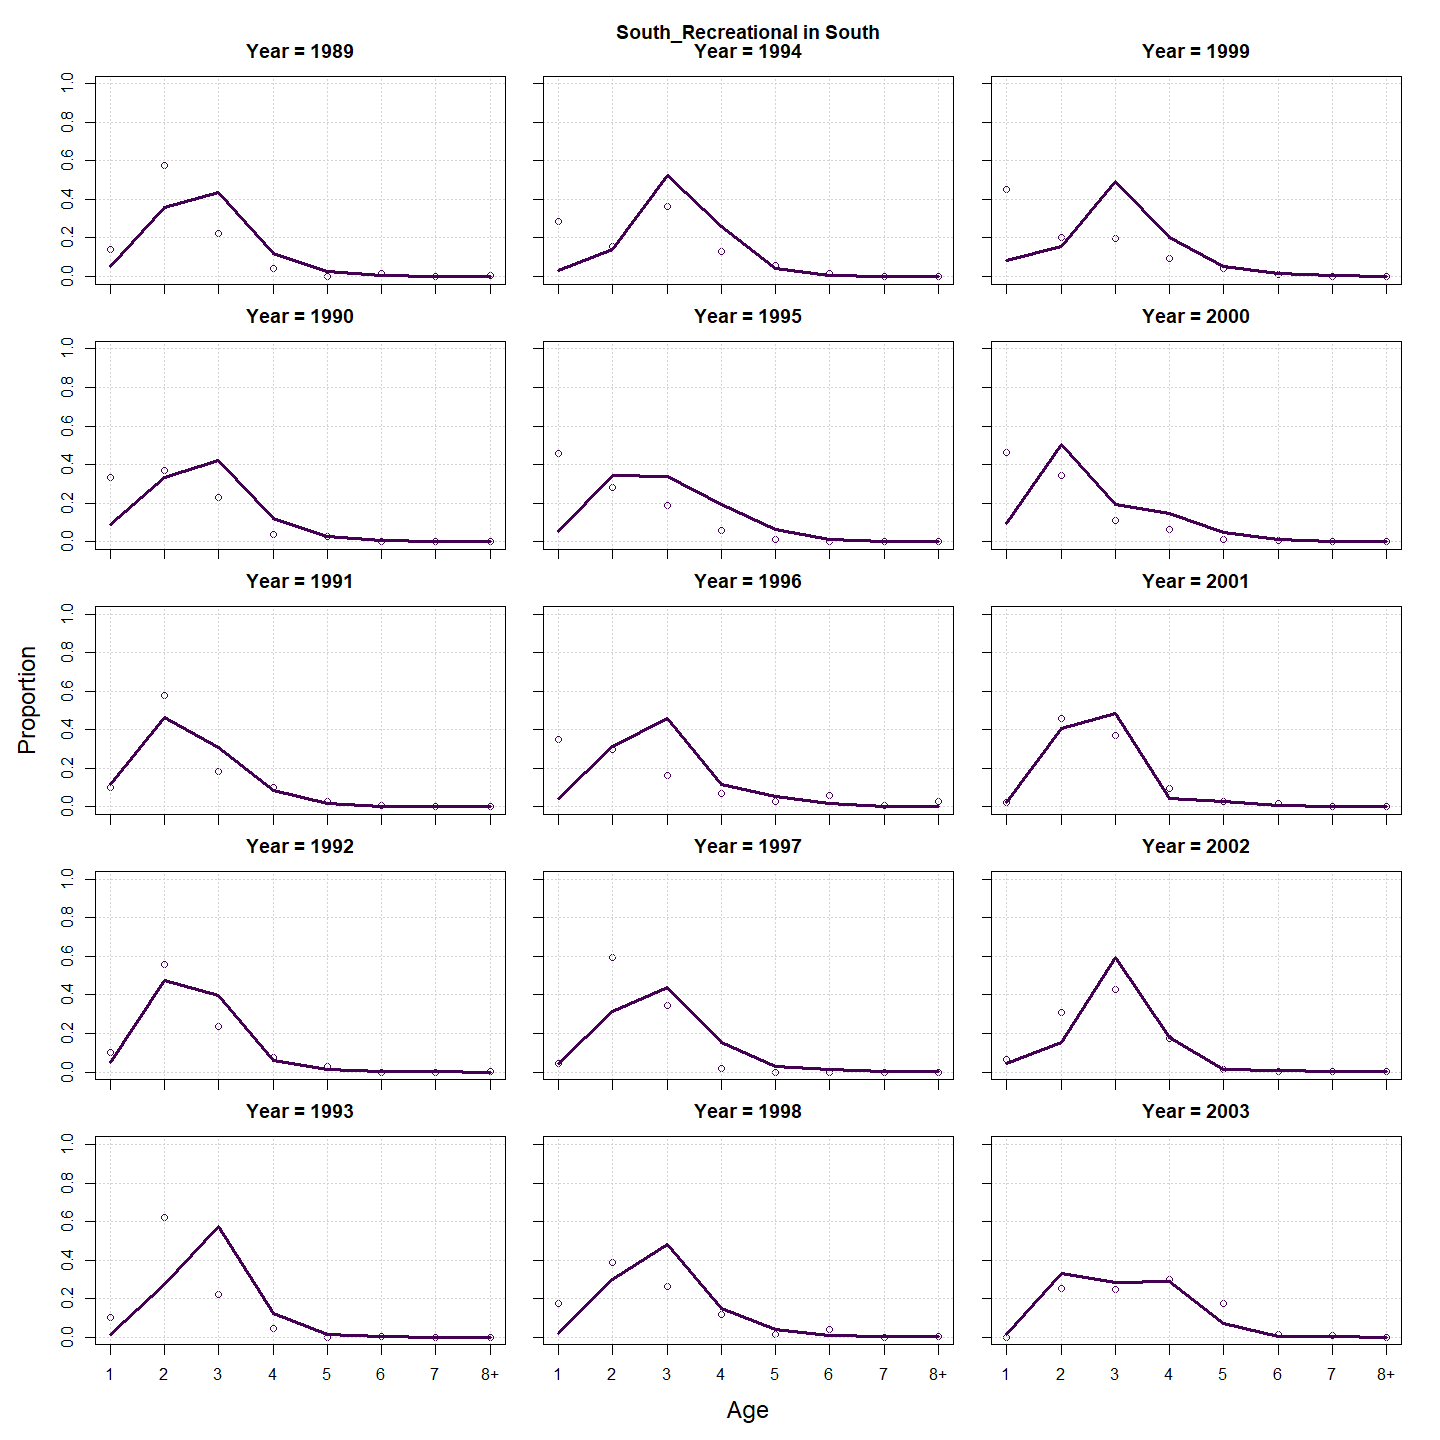 South_Recreational in South
Year = 1989
Year = 1994
Year = 1999
0.0 0.2 0.4 0.6 0.8 1.0
Year = 1990
Year = 1995
Year = 2000
0.0 0.2 0.4 0.6 0.8 1.0
Year = 1991
Year = 1996
Year = 2001
0.0 0.2 0.4 0.6 0.8 1.0
Proportion
Year = 1992
Year = 1997
Year = 2002
0.0 0.2 0.4 0.6 0.8 1.0
Year = 1993
Year = 1998
Year = 2003
0.0 0.2 0.4 0.6 0.8 1.0
1 2 3 4 5 6 7 8+
1 2 3 4 5 6 7 8+
1 2 3 4 5 6 7 8+
Age